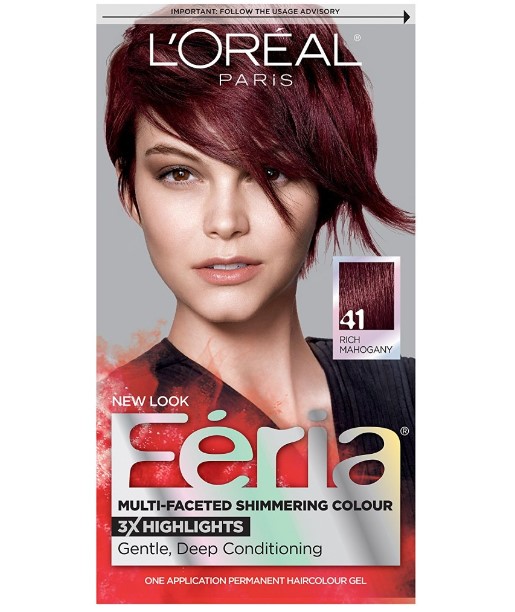 IMPORTANT: FOLLOW THE USAGE ADVISORY
L'ORÉAL®
PARiS
41
RICH
MAHOGANY
NEW LOOK
Féria®
MULTI-FACETED SHIMMERING COLOUR
3X HIGHLIGHTS
Gentle, Deep Conditioning
ONE APPLICATION PERMANENT HAIRCOLOUR GEL